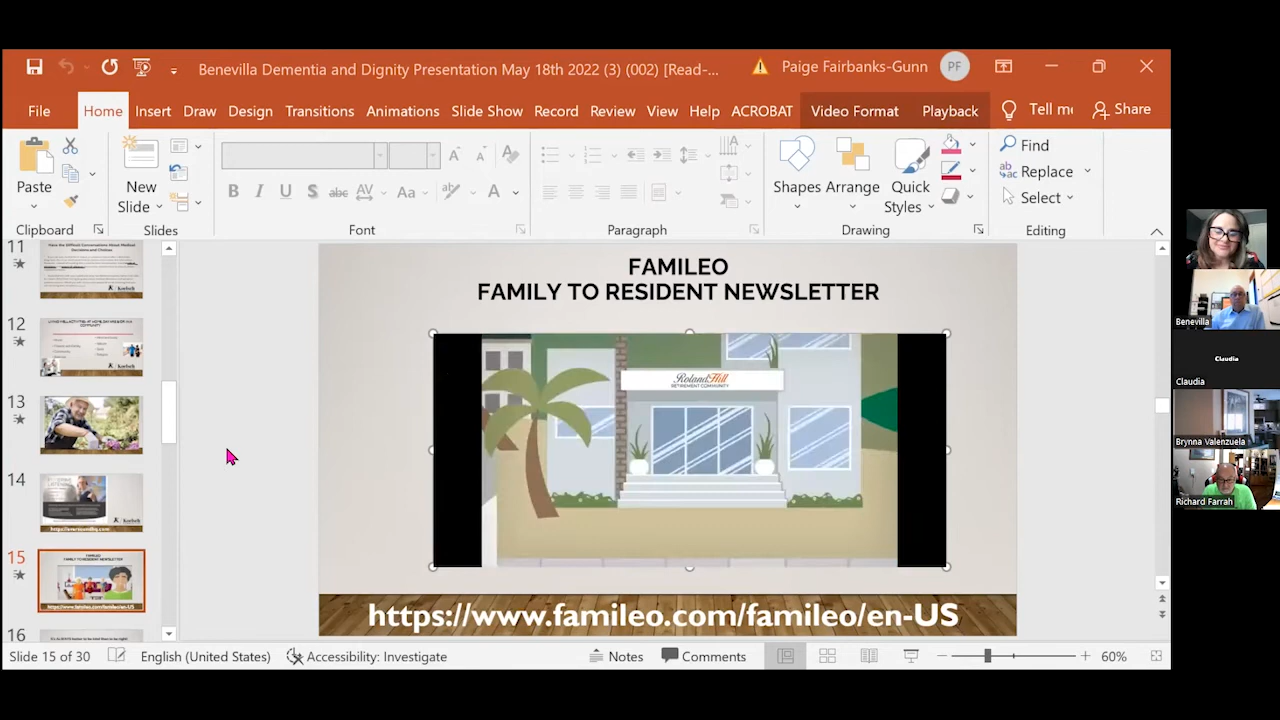 Benevilla Dementia and Dignity Presentation May 18th 2022 (3) (002) [Read-...
Paige Fairbanks-Gunn
PF
File
Home
Insert
Draw
Design
Transitions
Animations
Slide Show
Record
Review
View
Help
ACROBAT
Video Format
Playback
Tell me
Share
Paste
New
Slide
Aa
Shapes
Arrange
Quick
Styles
Find
Replace
Select
Clipboard
Slides
Font
Paragraph
Drawing
Editing
11
12
13
14
15
16
FAMILEO
FAMILY TO RESIDENT NEWSLETTER
RolandHill
RETIREMENT COMMUNITY
https://www.famileo.com/famileo/en-US
Slide 15 of 30
English (United States)
Accessibility: Investigate
Notes
Comments
60%
Benevilla
Claudia
Claudia
Brynna Valenzuela
Richard Farrah